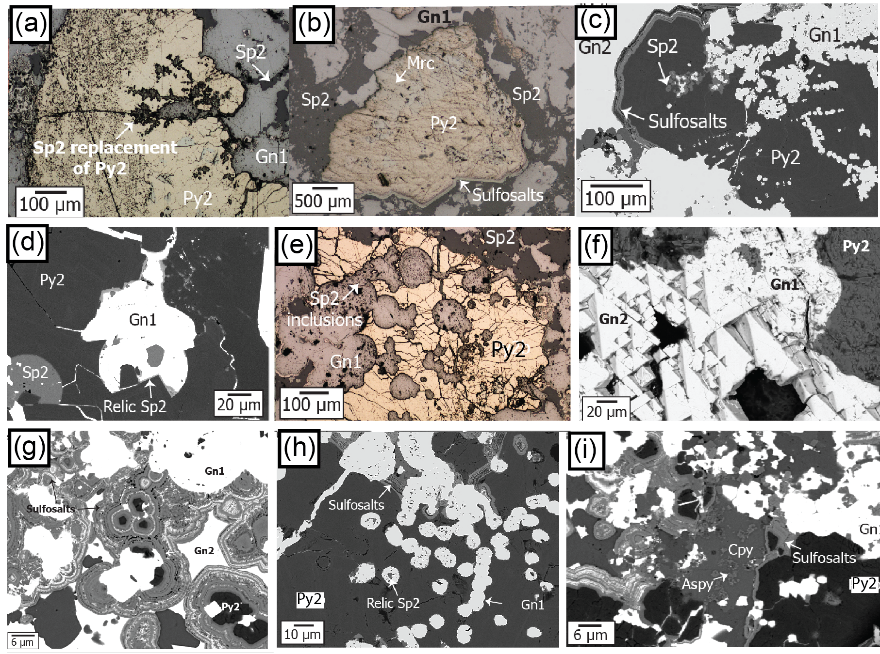 (a)
Sp2
Sp2 replacement
of Py2
Gn1
Py2
100 µm
(b)
Gn1
Mrc
Sp2
Sp2
Py2
Sulfosalts
500 µm
(c)
Gn2
Sp2
Gn1
Sulfosalts
Py2
100 µm
(d)
Py2
Gn1
Sp2
Relic Sp2
20 µm
(e)
Sp2
Sp2
inclusions
Gn1
Py2
100 µm
(f)
Py2
Gn1
Gn2
20 µm
(g)
Gn1
Sulfosalts
Gn2
Py2
6 µm
(h)
Sulfosalts
Py2
Relic Sp2
Gn1
10 µm
(i)
Gn1
Cpy
Sulfosalts
Aspy
Py2
6 µm